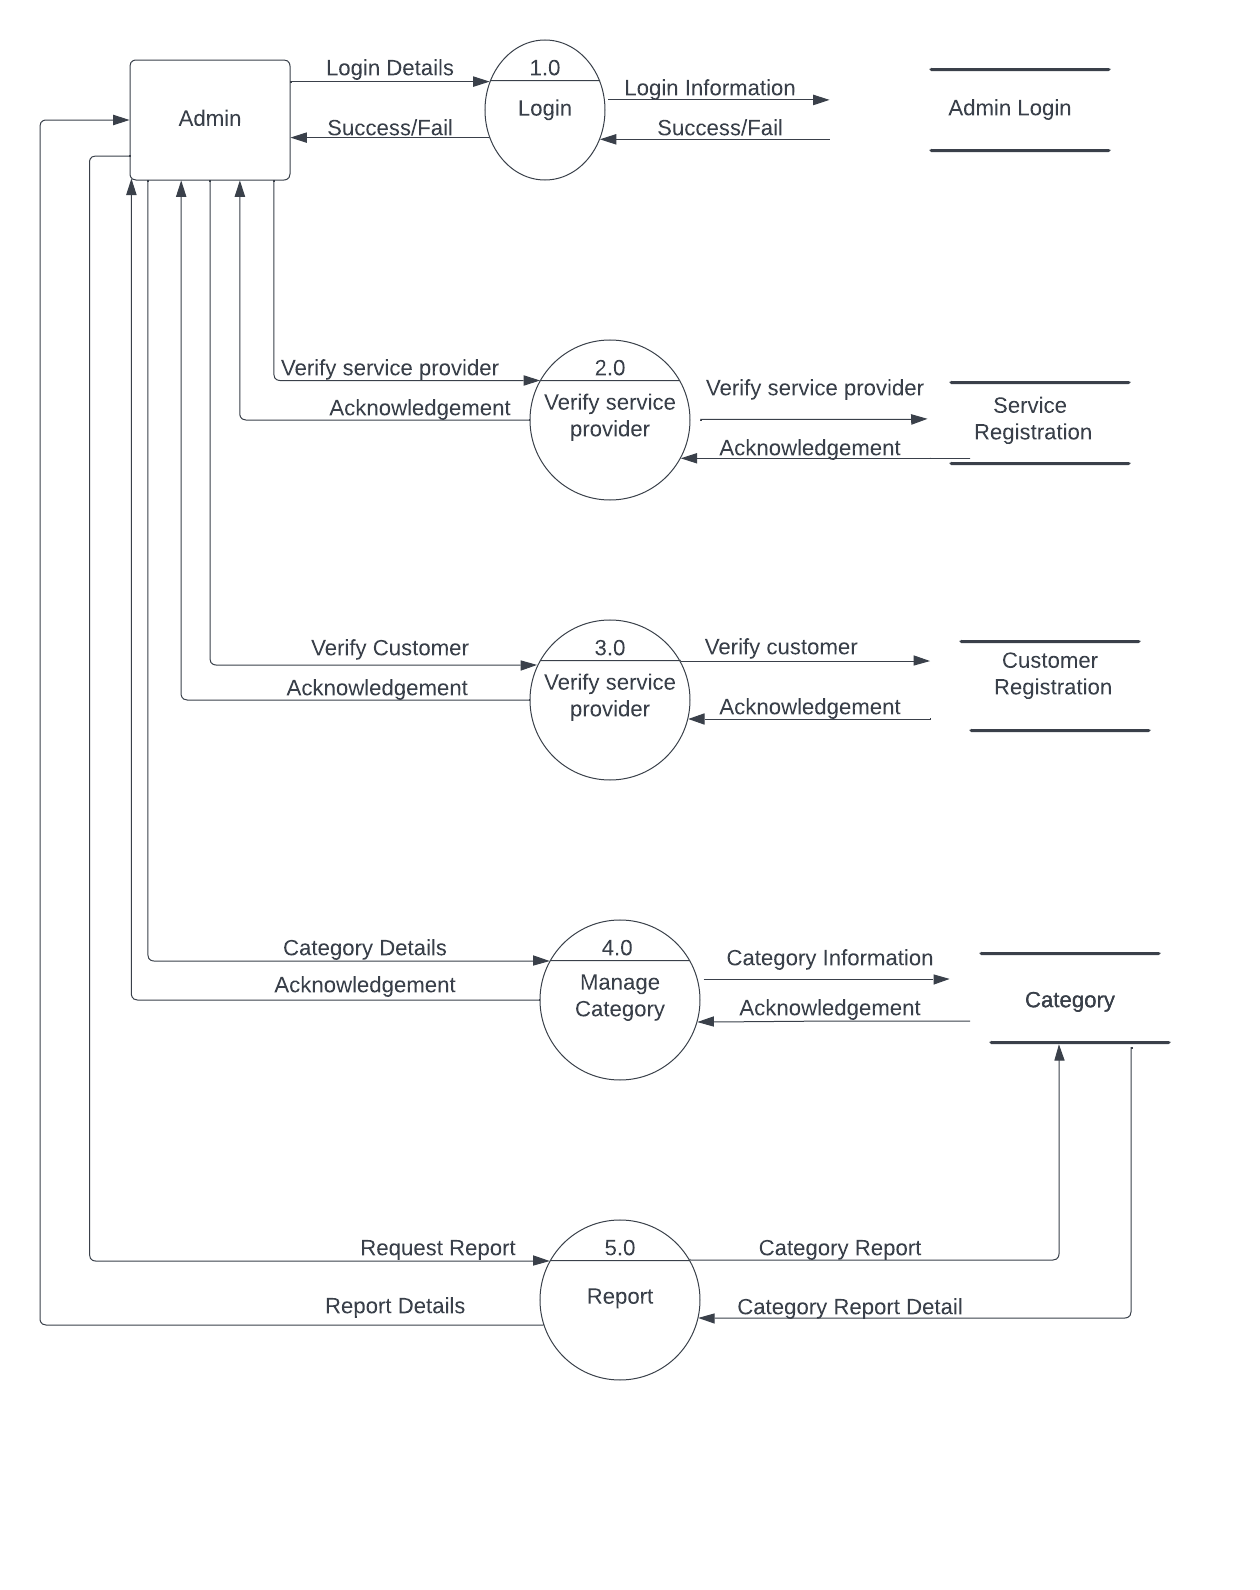 Admin
Login Details
Success/Fail
1.0
Login
Login Information
Success/Fail
Admin Login
Verify service provider
Acknowledgement
2.0
Verify service
provider
Verify service provider
Acknowledgement
Service
Registration
Verify Customer
Acknowledgement
3.0
Verify service
provider
Verify customer
Acknowledgement
Customer
Registration
Category Details
Acknowledgement
4.0
Manage
Category
Category Information
Acknowledgement
Category
Request Report
Report Details
5.0
Report
Category Report
Category Report Detail